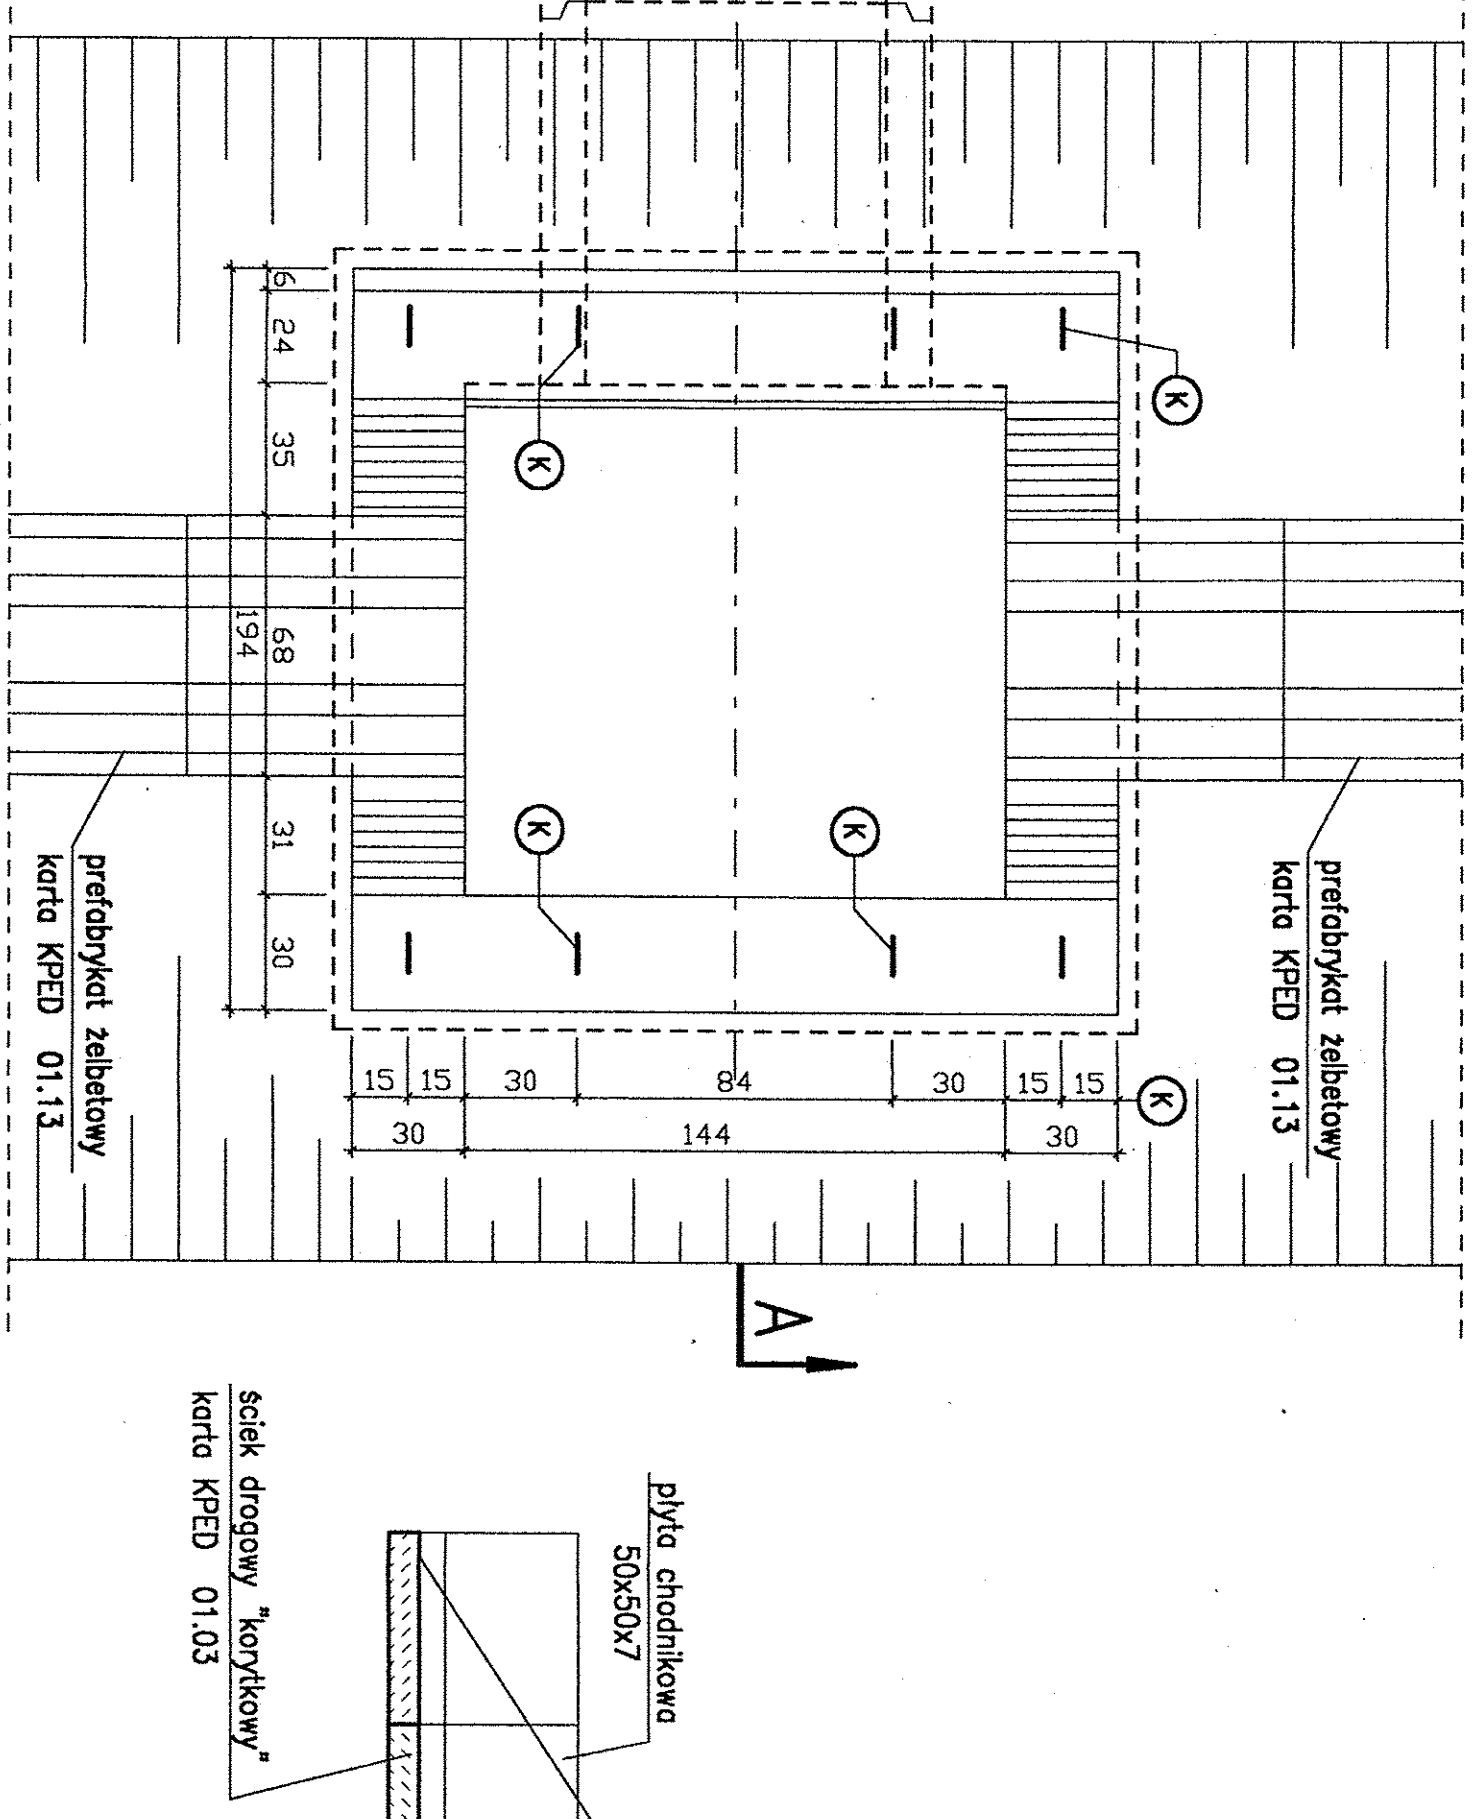 K
K
K
K
K
6
24
35
68
31
30
194
15
15
30
84
30
15
15
30
144
30
prefabrykat żelbetowy
karta KPED 01.13
prefabrykat żelbetowy
karta KPED 01.13
A
płyta chodnikowa
50x50x7
ściek drogowy "korytkowy"
karta KPED 01.03